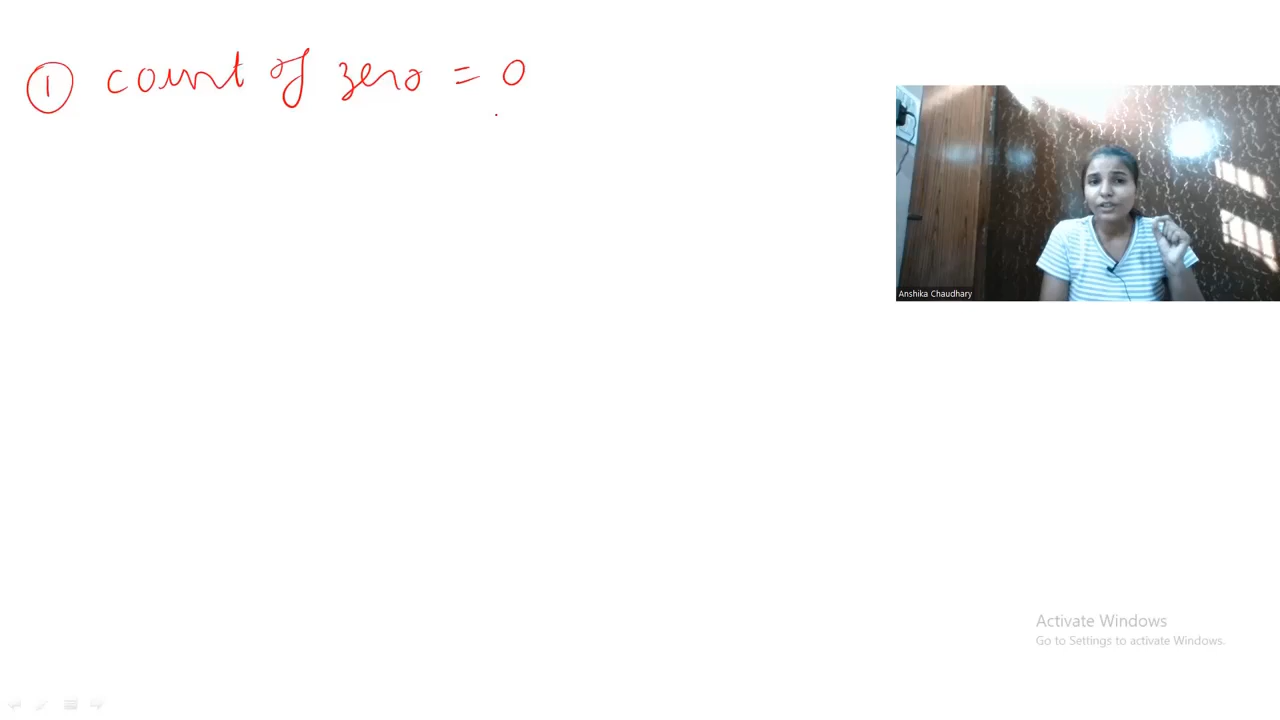 ① count of zero = 0
Anshika Chaudhary
Activate Windows
Go to Settings to activate Windows.